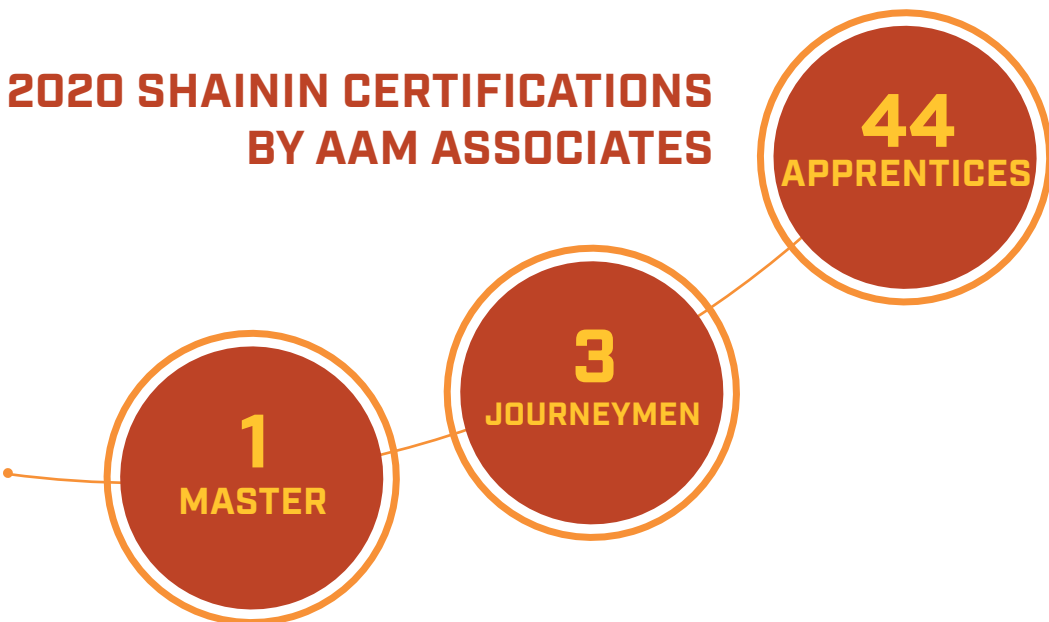 2020 SHAININ CERTIFICATIONS
BY AAM ASSOCIATES
44
APPRENTICES
3
JOURNEYMEN
1
MASTER